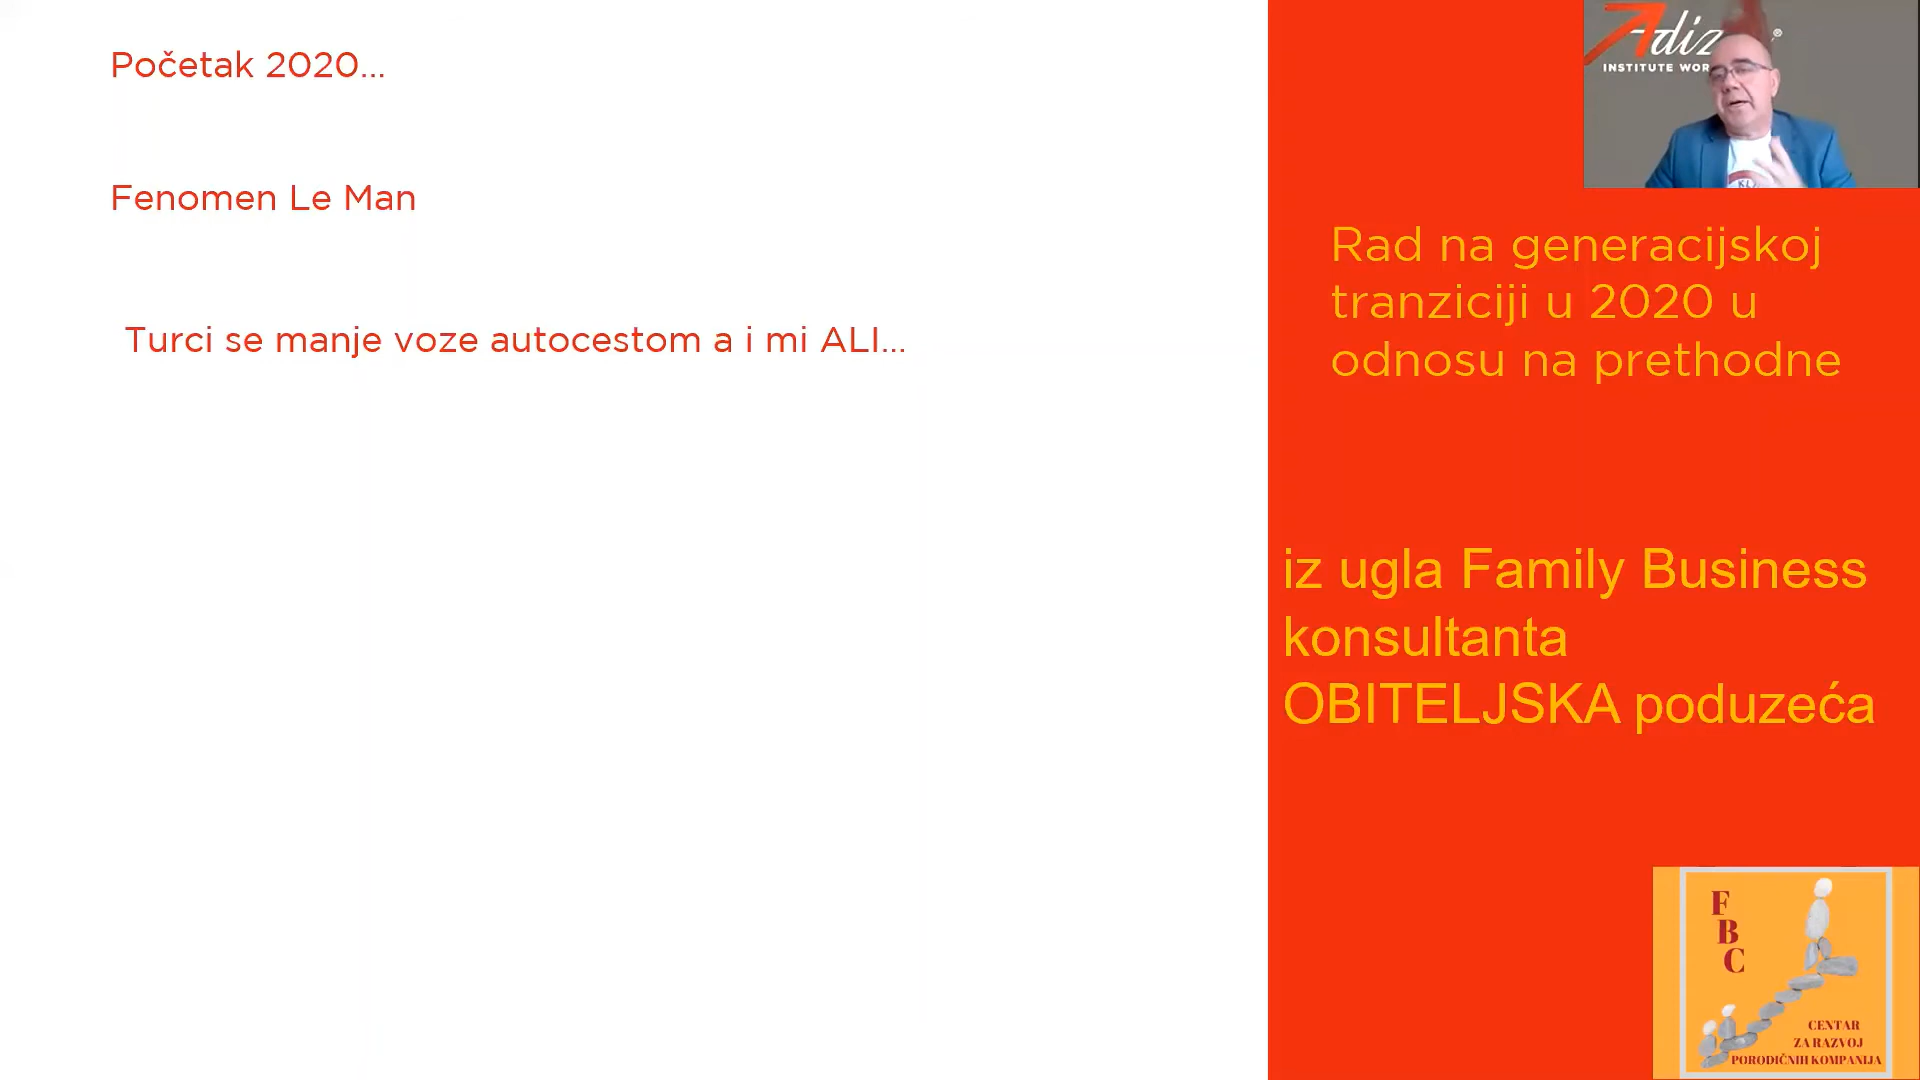 Početak 2020...
Fenomen Le Man
Turci se manje voze autocestom a i mi ALI...
INSTITUTE
Rad na generacijskoj
tranziciji u 2020 u
odnosu na prethodne
iz ugla Family Business
konsultanta
OBITELJSKA poduzeća
F
B
C
CENTAR
ZA RAZVOJ
PORODIČNIH KOMPANIJA